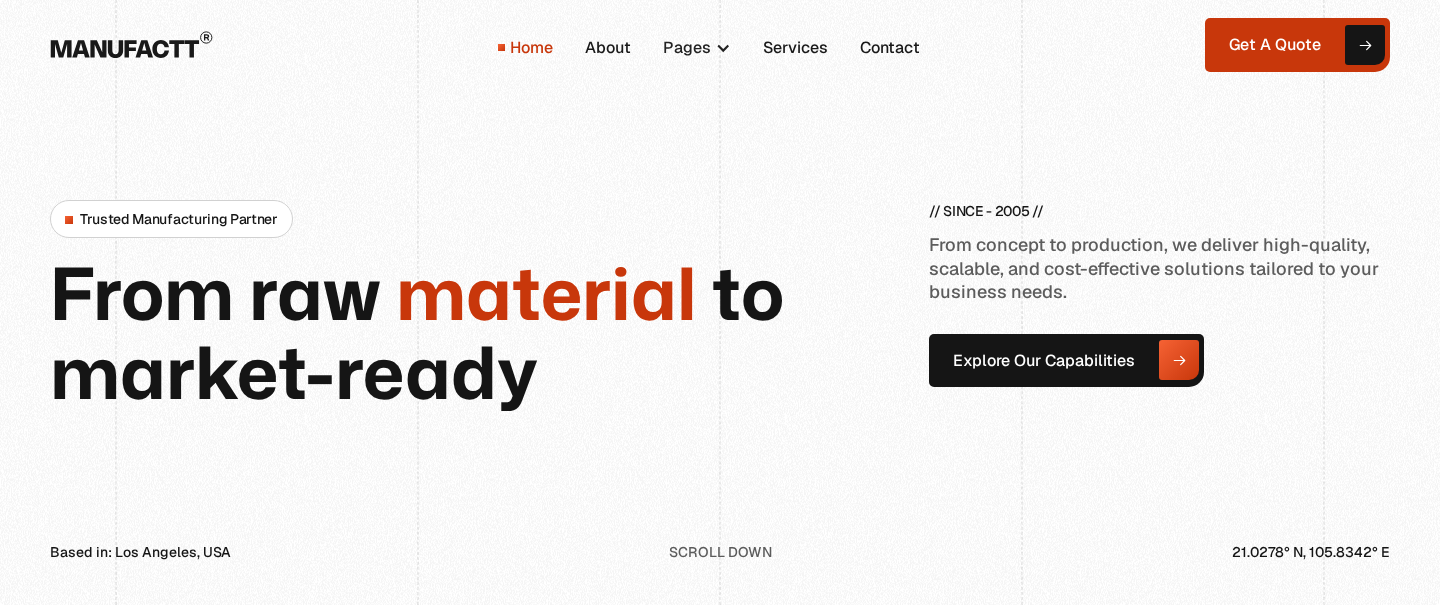 MANUFACTT®
Home
About
Pages
Services
Contact
Get A Quote
Trusted Manufacturing Partner
From raw material to
market-ready
// SINCE - 2005 //
From concept to production, we deliver high-quality,
scalable, and cost-effective solutions tailored to your
business needs.
Explore Our Capabilities
Based in: Los Angeles, USA
SCROLL DOWN
21.0278° N, 105.8342° E